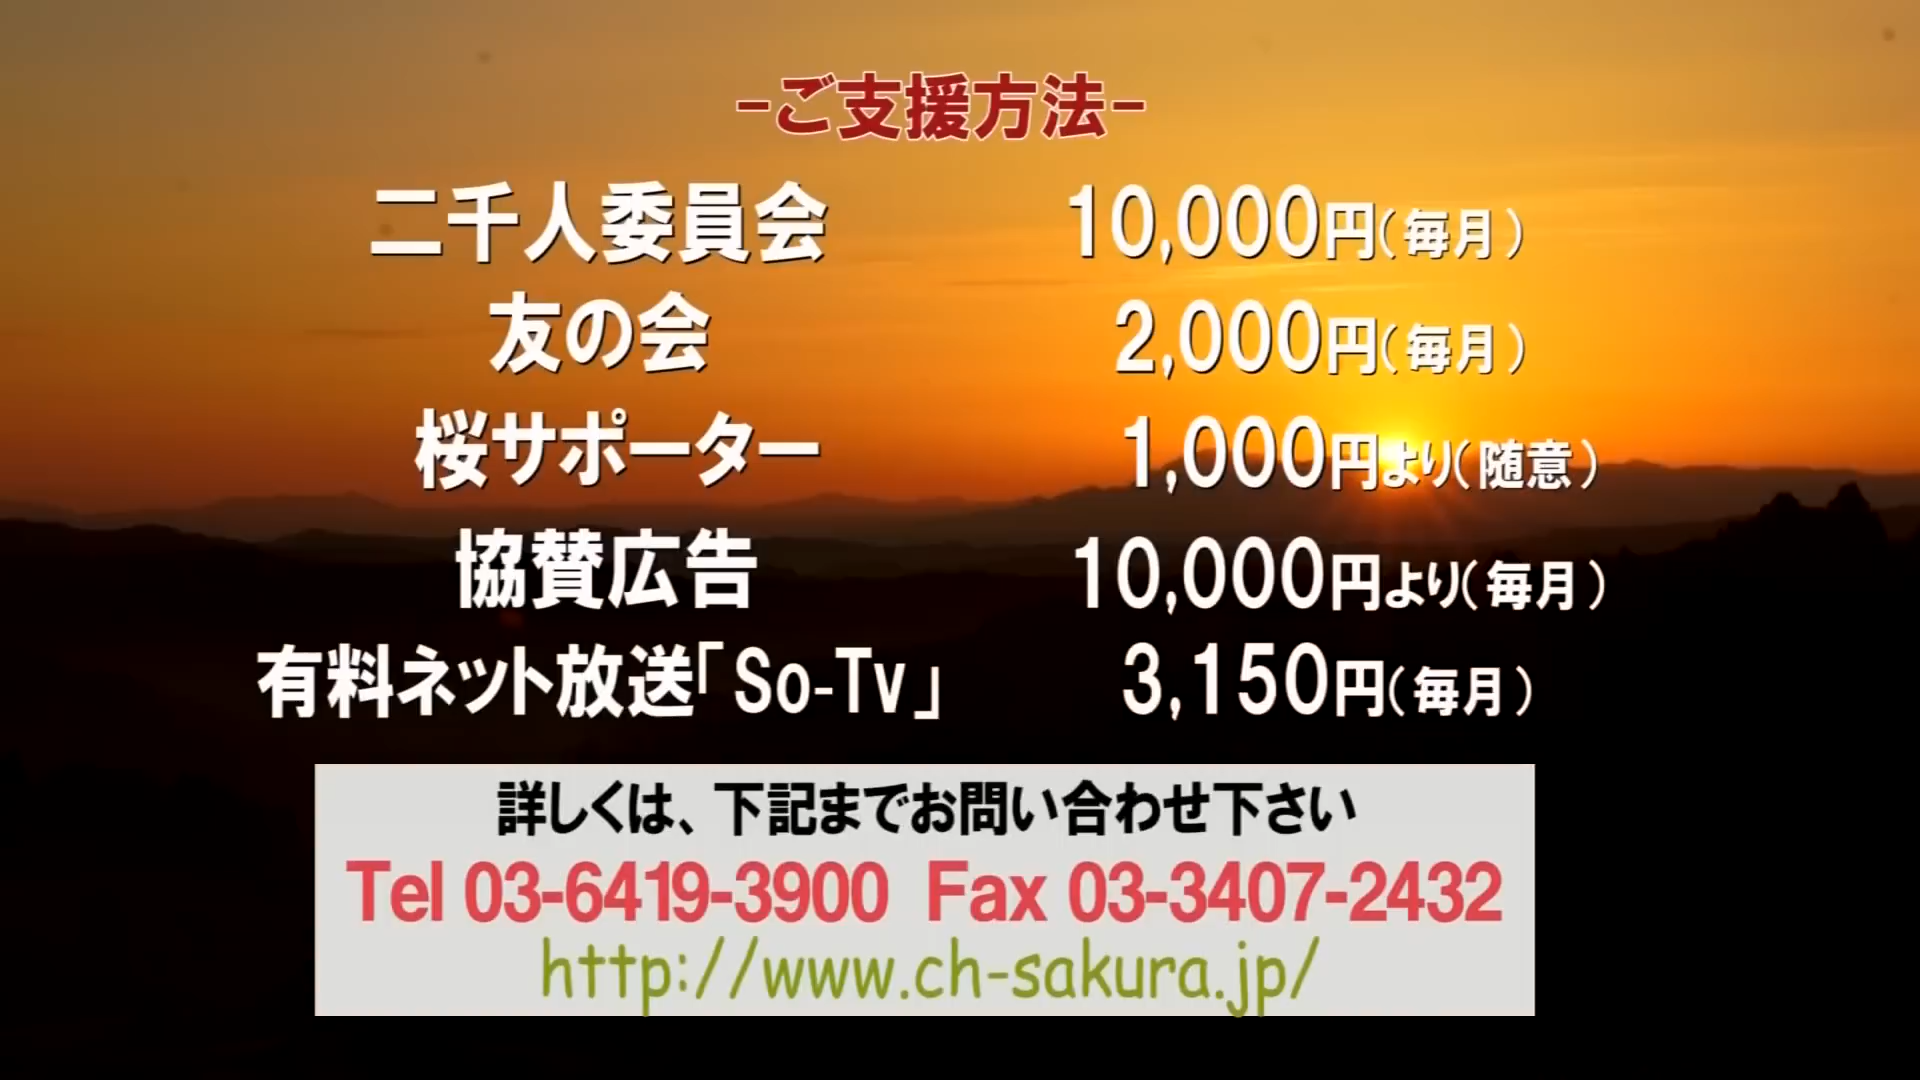 -ご支援方法-
二千人委員会 10,000円(毎月)
友の会 2,000円(毎月)
桜サポーター 1,000円より(随意)
協賛広告 10,000円より(毎月)
有料ネット放送「So-Tv」 3,150円(毎月)
詳しくは、下記までお問い合わせ下さい
Tel 03-6419-3900 Fax 03-3407-2432
http://www.ch-sakura.jp/